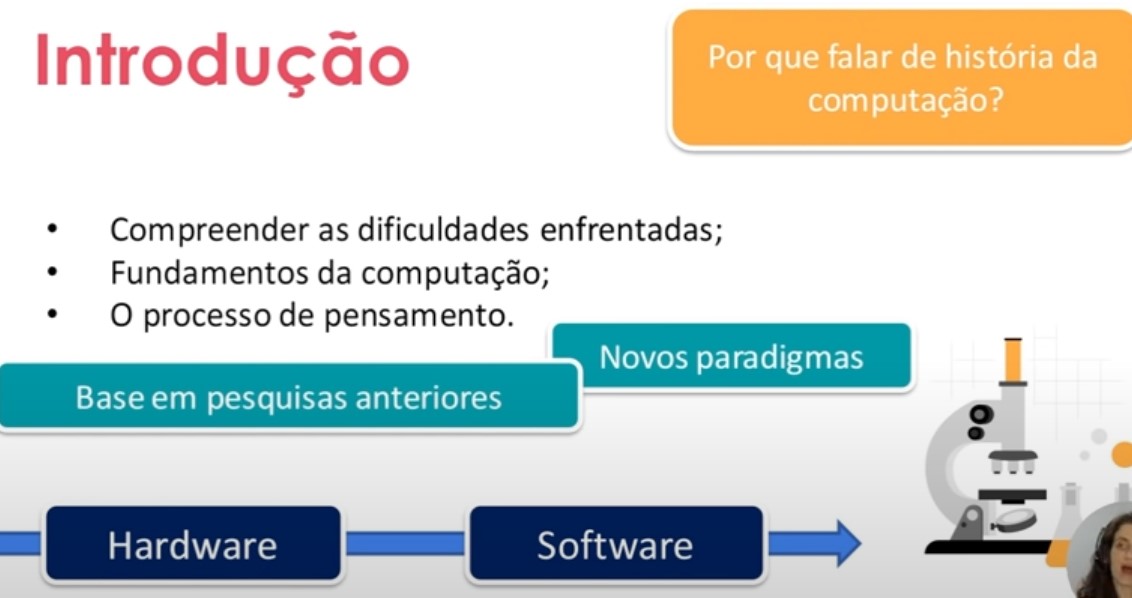 Introdução
Por que falar de história da
computação?
• Compreender as dificuldades enfrentadas;
• Fundamentos da computação;
• O processo de pensamento.
Novos paradigmas
Base em pesquisas anteriores
Hardware
Software